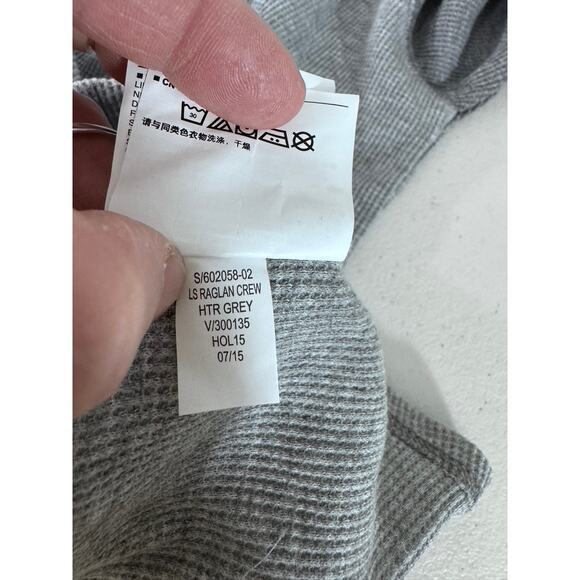 CN
30
请与同类色衣物洗涤，干燥
S/602058-02
LS RAGLAN CREW
HTR GREY
V/300135
HOL15
07/15